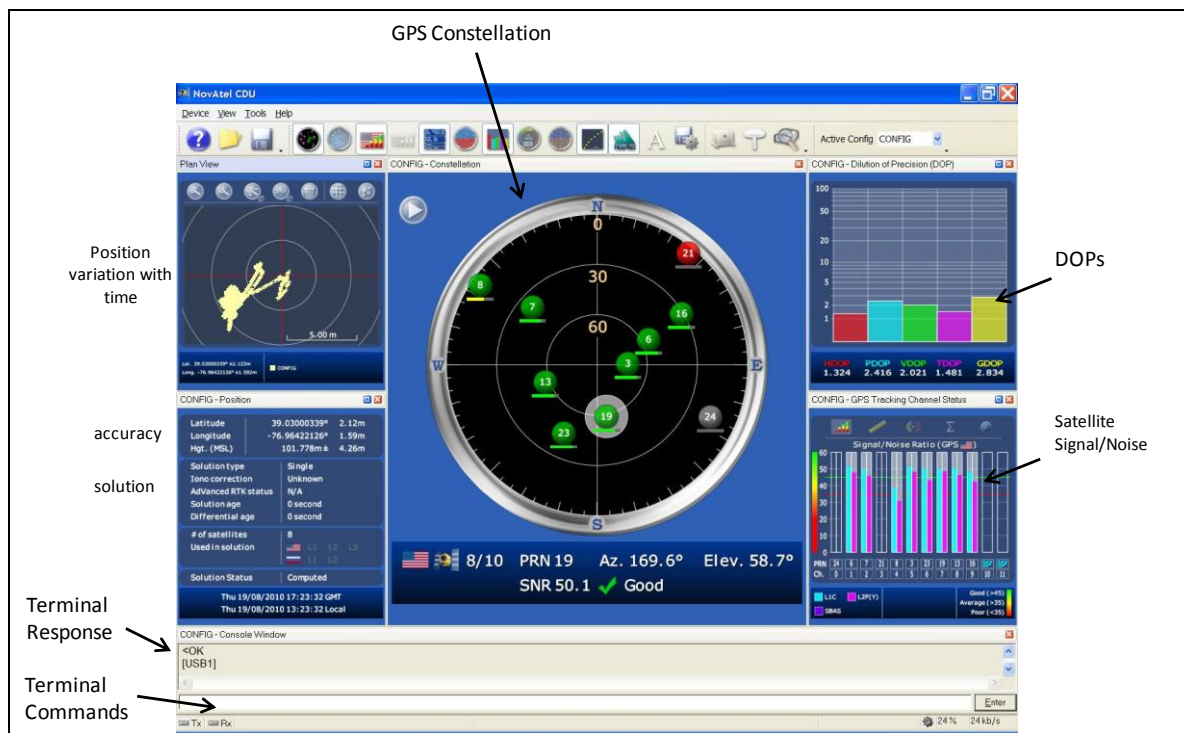 GPS Constellation
NovAtel CDU
Device View Tools Help
Active Config CONFIG
Plan View
CONFIG - Constellation
CONFIG - Dilution of Precision (DOP)
Position
variation with
time
5.00 m
Lat. 39.03000339° ±2.123m
Long. -76.96422126° ±1.592m
CONFIG
N
0
30
60
W
E
S
21
8
7
16
6
3
13
19
24
23
100
50
20
10
5
2
1
HDOP PDOP VDOP TDOP GDOP
1.324 2.416 2.021 1.481 2.834
DOPs
CONFIG - Position
accuracy
Latitude 39.03000339° 2.12m
Longitude -76.96422126° 1.59m
Hgt. (MSL) 101.778m± 4.26m
solution
Solution type Single
Iono correction Unknown
AdVanced RTK status N/A
Solution age 0 second
Differential age 0 second
# of satellites 8
Used in solution L1 L2 L5
L1 L2
Solution Status Computed
Thu 19/08/2010 17:23:32 GMT
Thu 19/08/2010 13:23:32 Local
8/10 PRN 19 Az. 169.6° Elev. 58.7°
SNR 50.1 Good
CONFIG - GPS Tracking Channel Status
Signal/Noise Ratio (GPS)
60
50
40
30
20
10
0
PRN 24 6 7 21 8 3 23 19 13 16
Ch. 0 1 2 3 4 5 6 7 8 9 10 11
L1C L2P(Y)
SBAS
Good (>45)
Average (>35)
Poor (<35)
Satellite
Signal/Noise
Terminal
Response
CONFIG - Console Window
<OK
[USB1]
Terminal
Commands
Enter
Tx Rx
24 % 24 kb/s